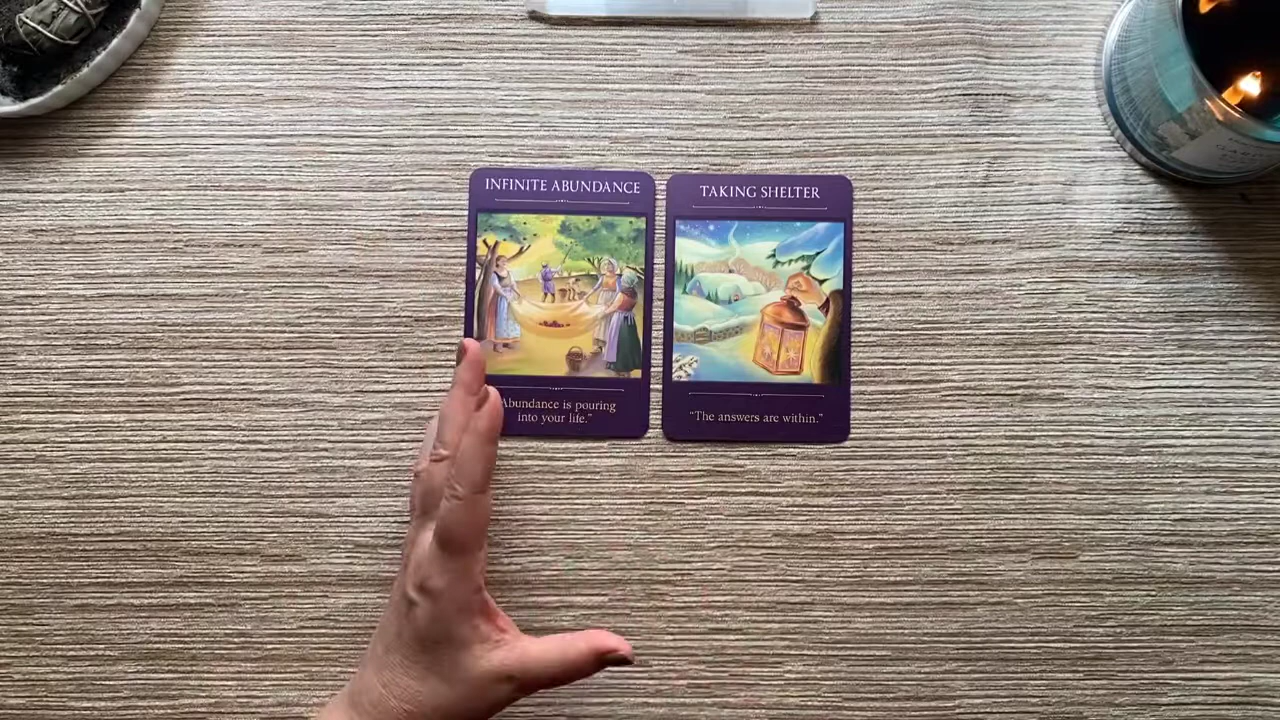 INFINITE ABUNDANCE
Abundance is pouring
into your life."
TAKING SHELTER
"The answers are within."